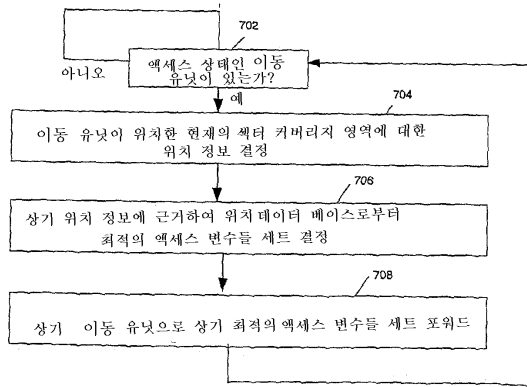 702
액세스 상태인 이동
유닛이 있는가?
아니오
예
704
이동 유닛이 위치한 현재의 섹터 커버리지 영역에 대한
위치 정보 결정
706
상기 위치 정보에 근거하여 위치 데이터 베이스로부터
최적의 액세스 변수들 세트 결정
708
상기 이동 유닛으로 상기 최적의 액세스 변수들 세트 포워드